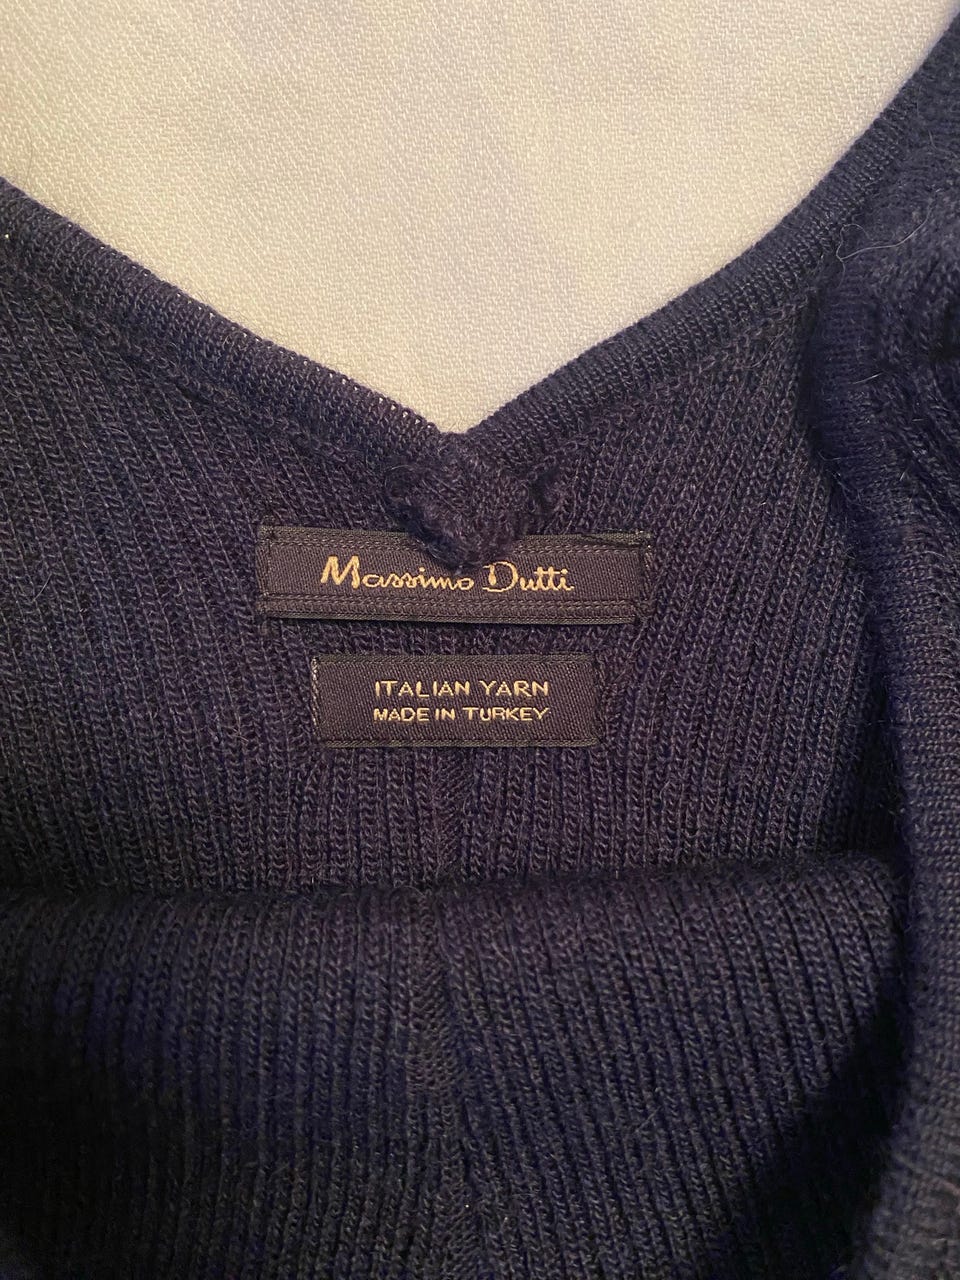 Massimo Dutti
ITALIAN YARN
MADE IN TURKEY